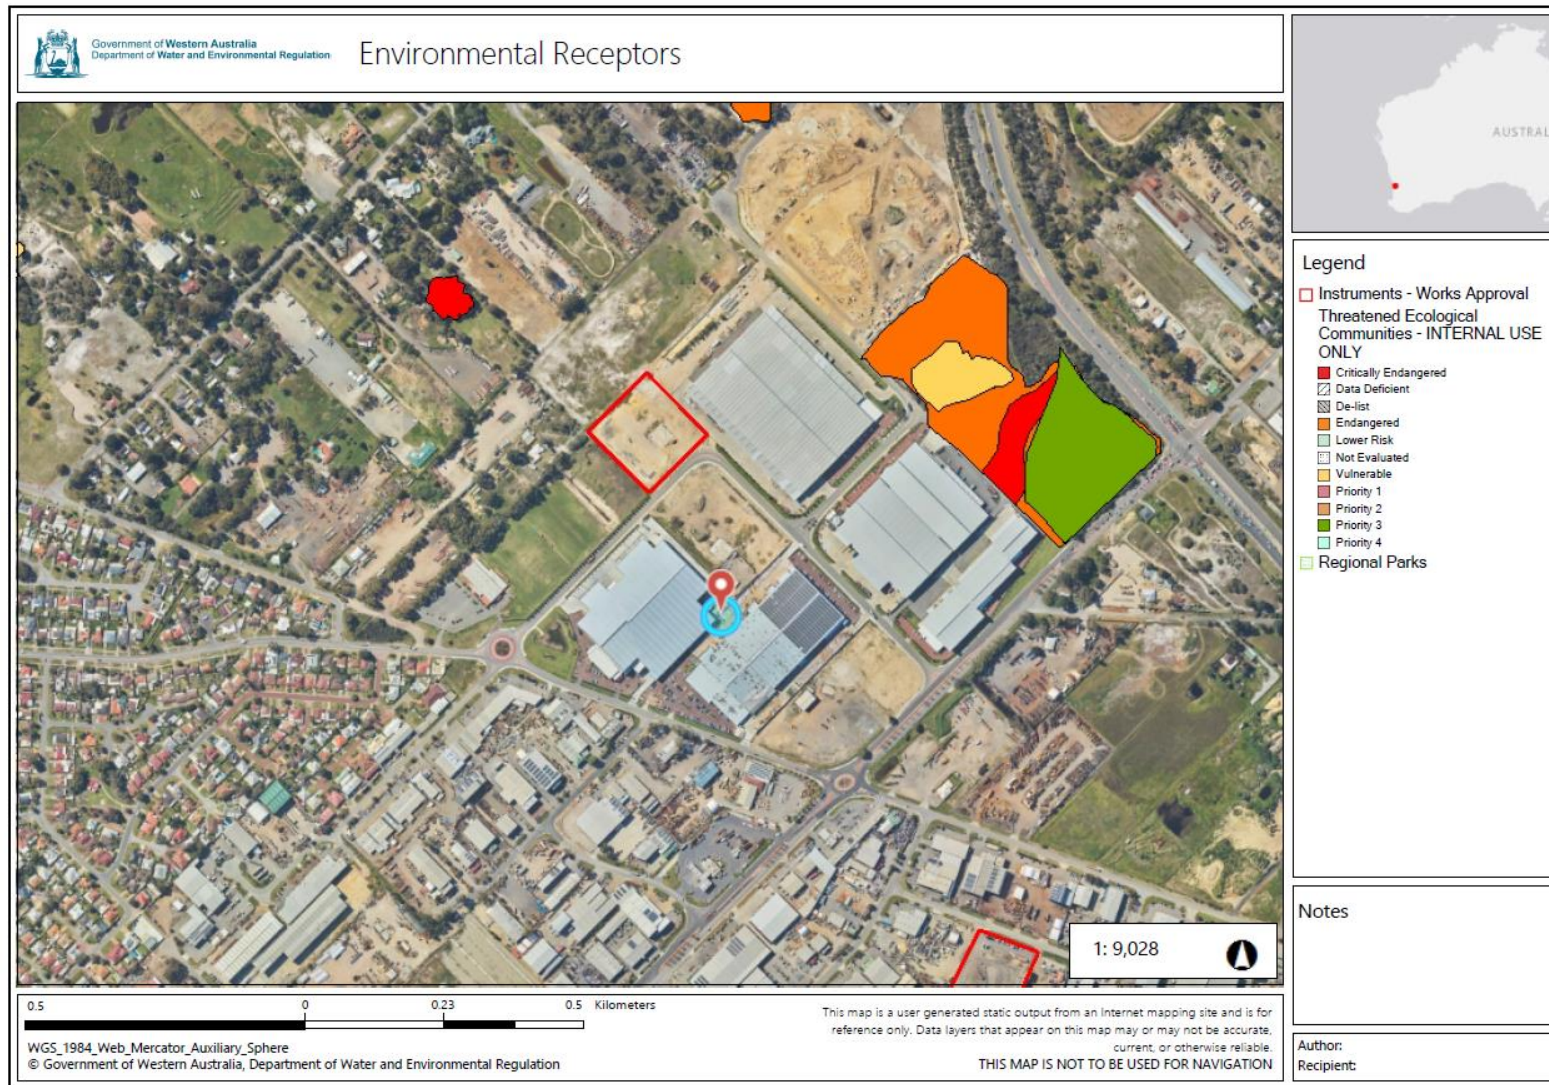 Government of Western Australia
Department of Water and Environmental Regulation
Environmental Receptors
AUSTRAL
Legend
Instruments - Works Approval
Threatened Ecological
Communities - INTERNAL USE
ONLY
Critically Endangered
Data Deficient
De-list
Endangered
Lower Risk
Not Evaluated
Vulnerable
Priority 1
Priority 2
Priority 3
Priority 4
Regional Parks
1: 9,028
Notes
0.5 0 0.23 0.5 Kilometers
WGS_1984_Web_Mercator_Auxiliary_Sphere
© Government of Western Australia, Department of Water and Environmental Regulation
This map is a user generated static output from an Internet mapping site and is for
reference only. Data layers that appear on this map may or may not be accurate,
current, or otherwise reliable.
THIS MAP IS NOT TO BE USED FOR NAVIGATION
Author:
Recipient: